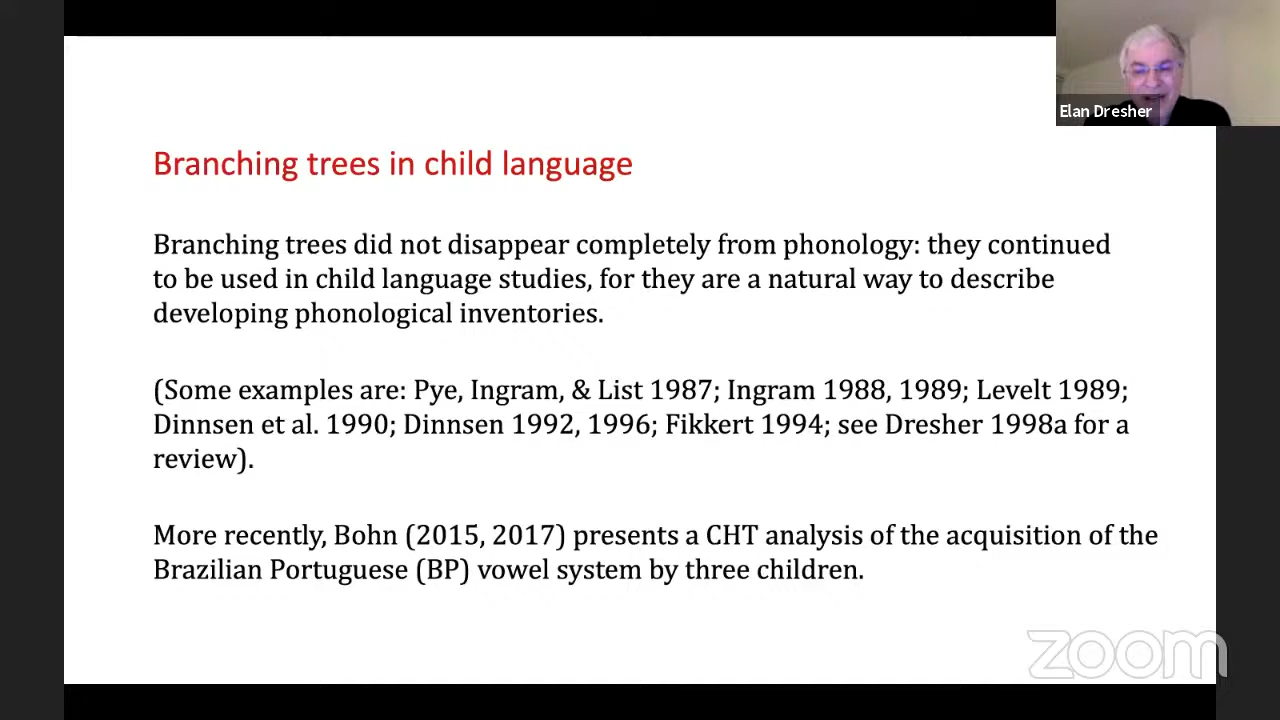 Elan Dresher
Branching trees in child language
Branching trees did not disappear completely from phonology: they continued
to be used in child language studies, for they are a natural way to describe
developing phonological inventories.
(Some examples are: Pye, Ingram, & List 1987; Ingram 1988, 1989; Levelt 1989;
Dinnsen et al. 1990; Dinnsen 1992, 1996; Fikkert 1994; see Dresher 1998a for a
review).
More recently, Bohn (2015, 2017) presents a CHT analysis of the acquisition of the
Brazilian Portuguese (BP) vowel system by three children.
zoom